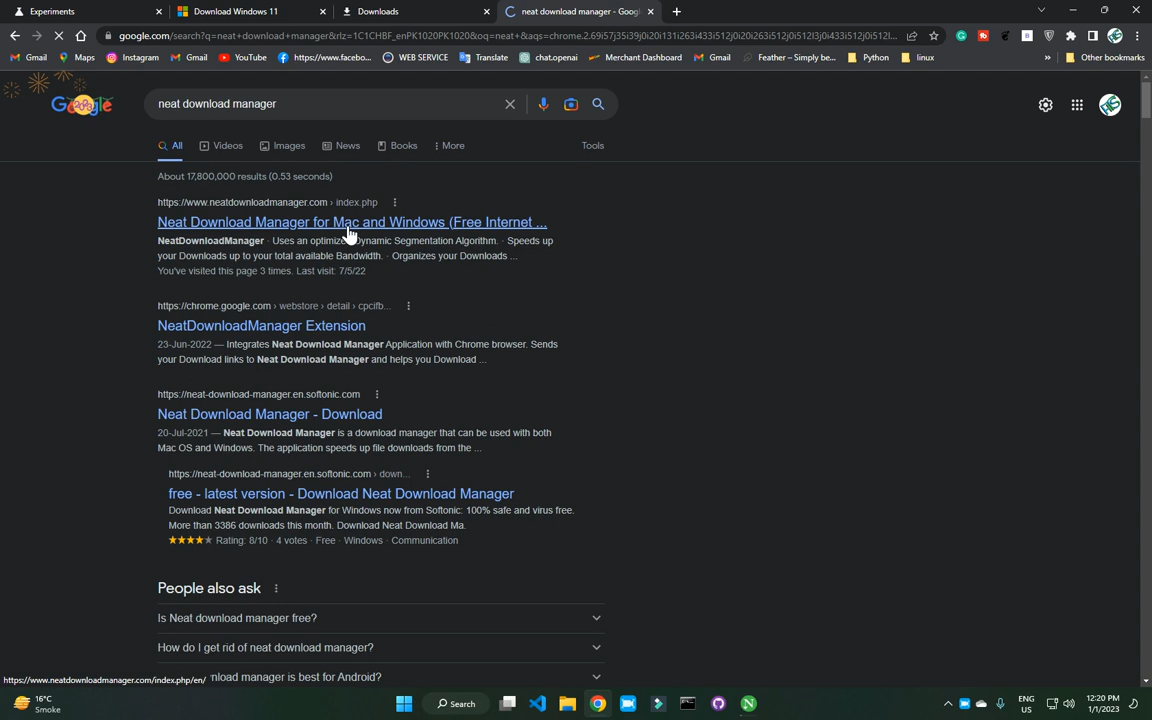 Experiments
Download Windows 11
Downloads
neat download manager - Goog
google.com/search?q=neat+download+manager&rlz=1C1CHBF_enPK1020PK1020&oq=neat+&aqs=chrome.2.69i57j35i39j0i20i131i263i433i512j0i20i263i512j0i512l3j0i433i512j0i512l...
Gmail
Maps
Instagram
Gmail
YouTube
https://www.facebo...
WEB SERVICE
Translate
chat.openai
Merchant Dashboard
Gmail
Feather – Simply be...
Python
linux
»
Other bookmarks
neat download manager
All
Videos
Images
News
Books
More
Tools
About 17,800,000 results (0.53 seconds)
https://www.neatdownloadmanager.com › index.php
Neat Download Manager for Mac and Windows (Free Internet ...
NeatDownloadManager · Uses an optimize Dynamic Segmentation Algorithm. · Speeds up
your Downloads up to your total available Bandwidth. · Organizes your Downloads ...
You've visited this page 3 times. Last visit: 7/5/22
https://chrome.google.com › webstore › detail › cpcifb...
NeatDownloadManager Extension
23-Jun-2022 — Integrates Neat Download Manager Application with Chrome browser. Sends
your Download links to Neat Download Manager and helps you Download ...
https://neat-download-manager.en.softonic.com
Neat Download Manager - Download
20-Jul-2021 — Neat Download Manager is a download manager that can be used with both
Mac OS and Windows. The application speeds up file downloads from the ...
https://neat-download-manager.en.softonic.com › down...
free - latest version - Download Neat Download Manager
Download Neat Download Manager for Windows now from Softonic: 100% safe and virus free.
More than 3386 downloads this month. Download Neat Download Ma.
Rating: 8/10 · 4 votes · Free · Windows · Communication
People also ask
Is Neat download manager free?
How do I get rid of neat download manager?
https://www.neatdownloadmanager.com/index.php/en/
nload manager is best for Android?
16°C
Smoke
Search
ENG
US
12:20 PM
1/1/2023